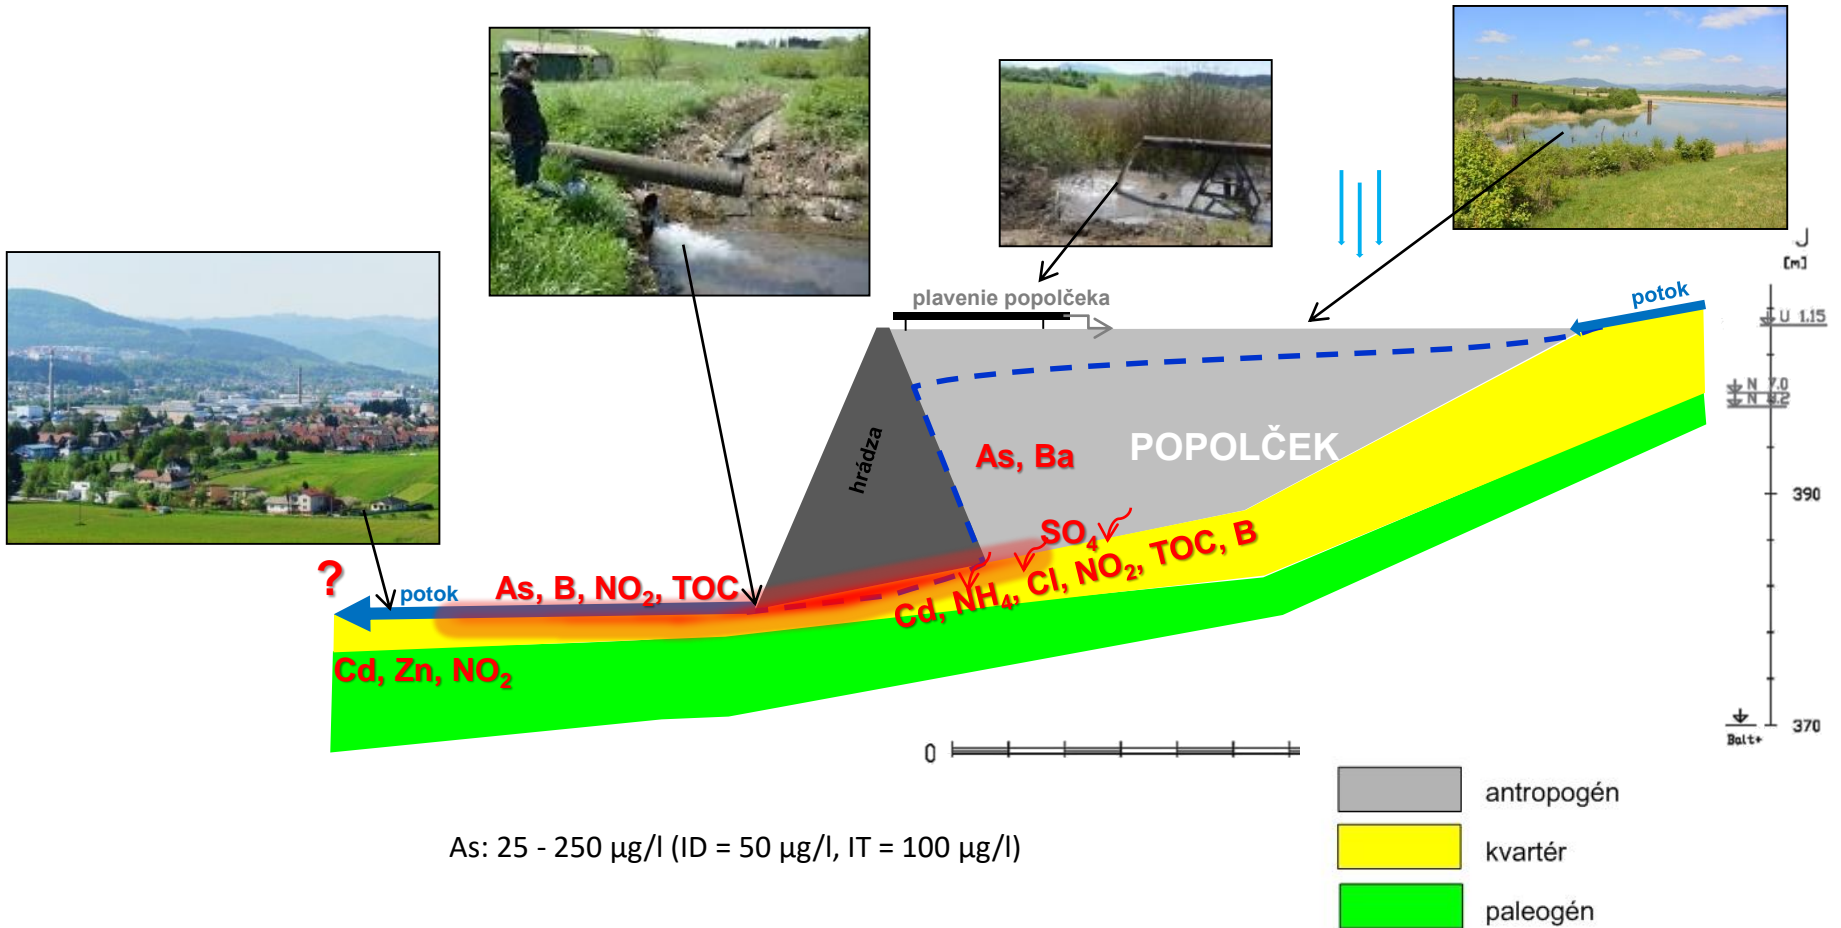 J
[m]
potok
plavenie popolčeka
U 1.15
N 7.0
N 8.2
hrádza
As, Ba
POPOLČEK
390
SO4
Cd, NH4, Cl, NO2, TOC, B
?
potok
As, B, NO2, TOC
Cd, Zn, NO2
370
Balt+
0
antropogén
As: 25 - 250 µg/l (ID = 50 µg/l, IT = 100 µg/l)
kvartér
paleogén